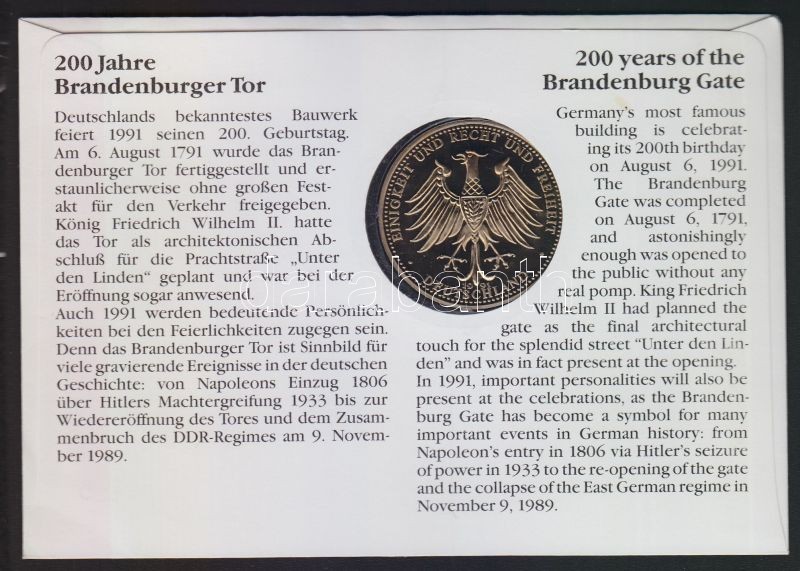 200 Jahre
Brandenburger Tor
Deutschlands bekanntestes Bauwerk
feiert 1991 seinen 200. Geburtstag.
Am 6. August 1791 wurde das Bran-
denburger Tor fertiggestellt und er-
staunlicherweise ohne großen Fest-
akt für den Verkehr freigegeben.
König Friedrich Wilhelm II. hatte
das Tor als architektonischen Ab-
schluß für die Prachtstraße „Unter
den Linden“ geplant und war bei der
Eröffnung sogar anwesend.
Auch 1991 werden bedeutende Persönlich-
keiten bei den Feierlichkeiten zugegen sein.
Denn das Brandenburger Tor ist Sinnbild für
viele gravierende Ereignisse in der deutschen
Geschichte: von Napoleons Einzug 1806
über Hitlers Machtergreifung 1933 bis zur
Wiedereröffnung des Tores und dem Zusam-
menbruch des DDR-Regimes am 9. Novem-
ber 1989.
EINIGKEIT UND RECHT UND FREIHEIT
DEUTSCHLAND
200 years of the
Brandenburg Gate
Germany's most famous
building is celebrat-
ing its 200th birthday
on August 6, 1991.
The Brandenburg
Gate was completed
on August 6, 1791,
and astonishingly
enough was opened to
the public without any
real pomp. King Friedrich
Wilhelm II had planned the
gate as the final architectural
touch for the splendid street “Unter den Lin-
den” and was in fact present at the opening.
In 1991, important personalities will also be
present at the celebrations, as the Branden-
burg Gate has become a symbol for many
important events in German history: from
Napoleon's entry in 1806 via Hitler's seizure
of power in 1933 to the re-opening of the gate
and the collapse of the East German regime in
November 9, 1989.
darabanth